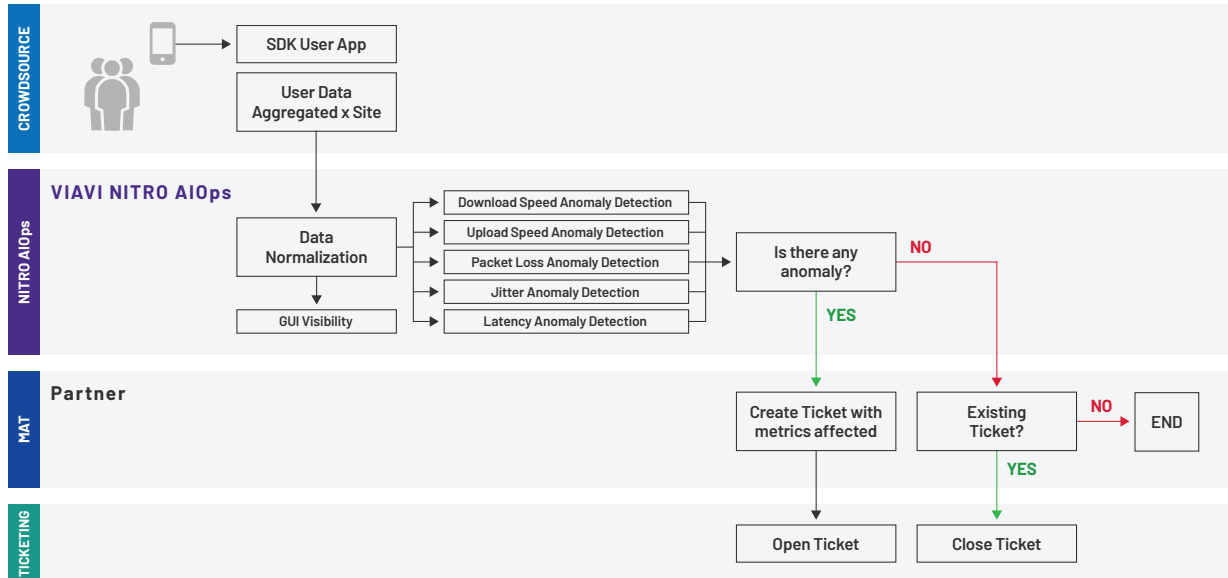 CROWDSOURCE
SDK User App
User Data
Aggregated x Site
NITRO AIOps
VIAVI NITRO AIOps
Data
Normalization
GUI Visibility
Download Speed Anomaly Detection
Upload Speed Anomaly Detection
Packet Loss Anomaly Detection
Jitter Anomaly Detection
Latency Anomaly Detection
Is there any
anomaly?
NO
YES
MAT
Partner
Create Ticket with
metrics affected
Existing
Ticket?
NO
END
YES
TICKETING
Open Ticket
Close Ticket